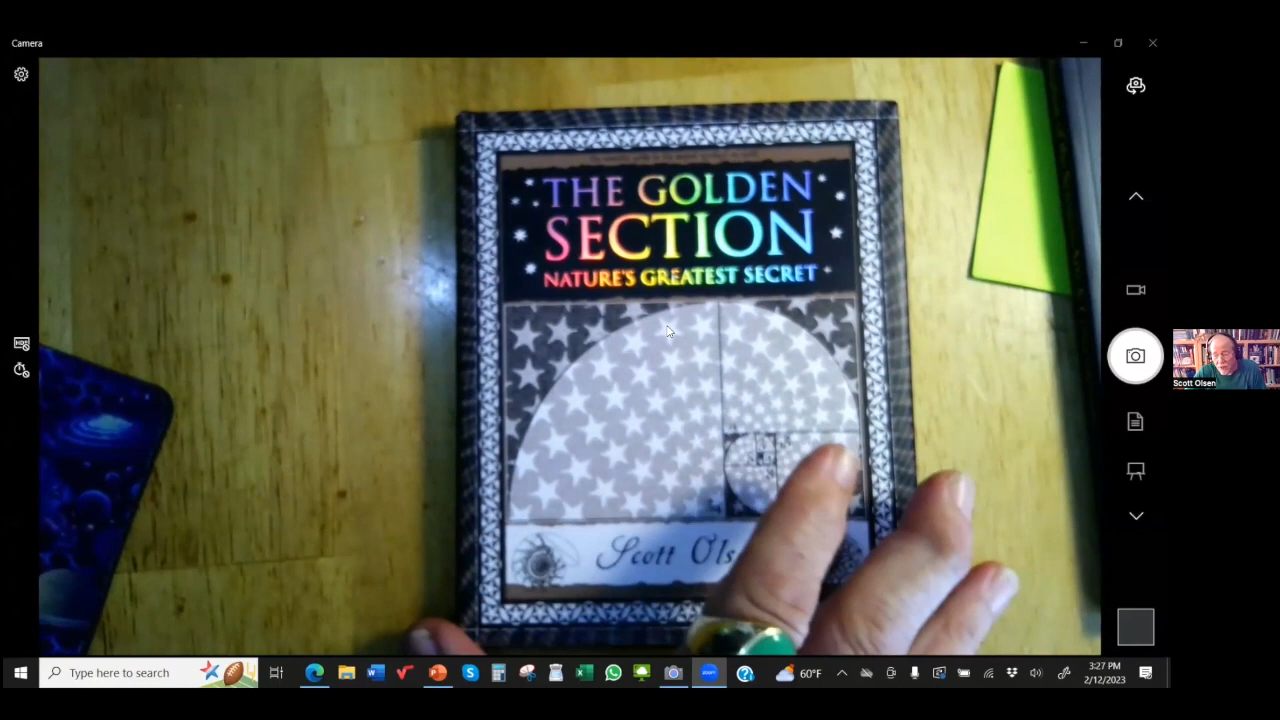 Camera
THE GOLDEN
SECTION
NATURE'S GREATEST SECRET
Scott Ols
Scott Olsen
Type here to search
60°F
3:27 PM
2/12/2023